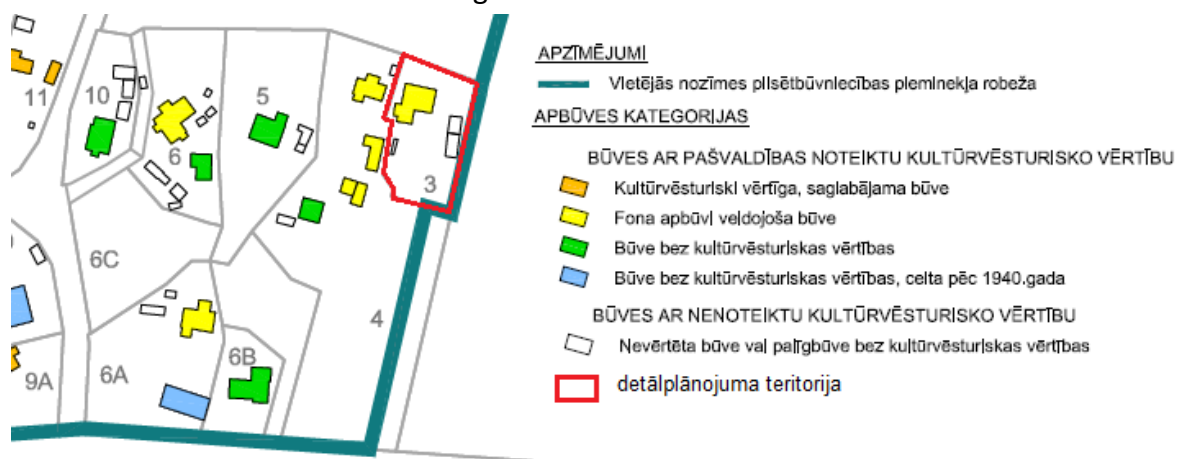 11
10
5
6
3
6C
4
6B
9A
6A
APZĪMĒJUMI
Vietējās nozīmes pilsētbūvniecības pieminekļa robeža
APBŪVES KATEGORIJAS
BŪVES AR PAŠVALDĪBAS NOTEIKTU KULTŪRVĒSTURISKO VĒRTĪBU
Kultūrvēsturiski vērtīga, saglabājama būve
Fona apbūvi veidojoša būve
Būve bez kultūrvēsturiskas vērtības
Būve bez kultūrvēsturiskas vērtības, celta pēc 1940.gada
BŪVES AR NENOTEIKTU KULTŪRVĒSTURISKO VĒRTĪBU
Nevērtēta būve vai palīgbūve bez kultūrvēsturiskas vērtības
detālplānojuma teritorija